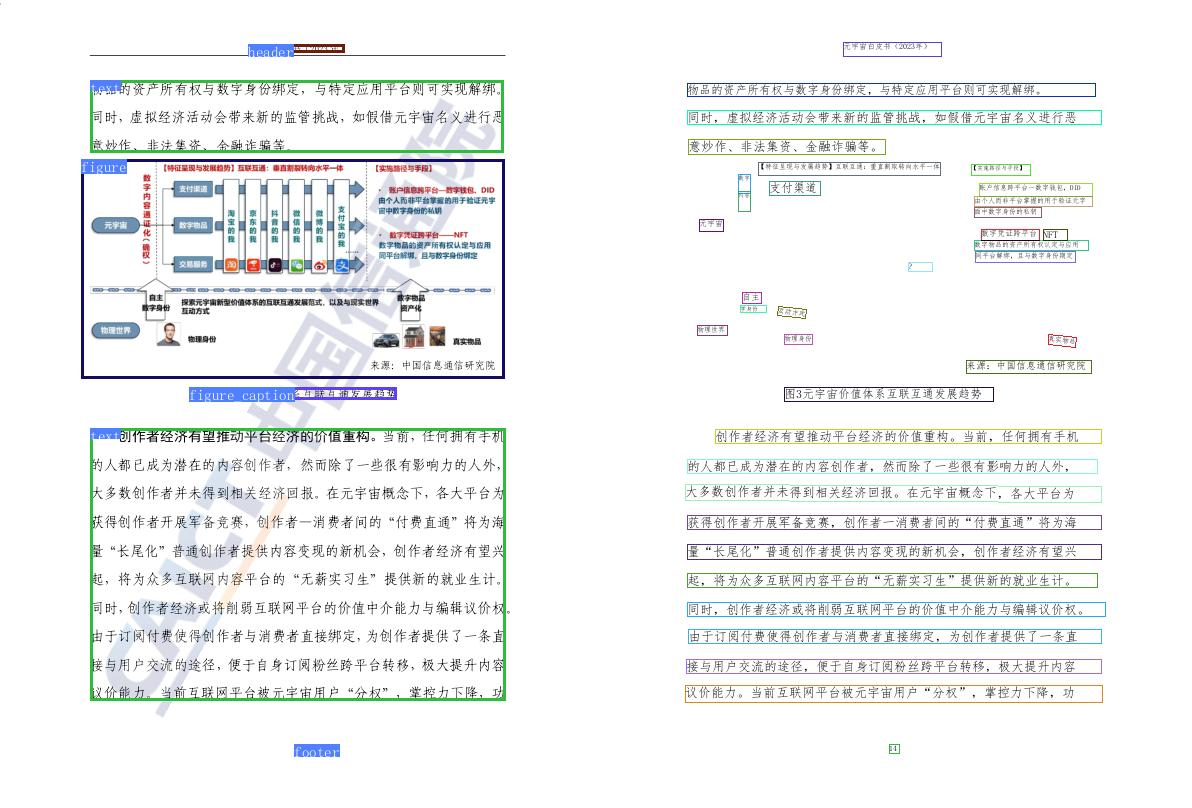 header
text
物品的资产所有权与数字身份绑定，与特定应用平台则可实现解绑。
同时，虚拟经济活动会带来新的监管挑战，如假借元宇宙名义进行恶
意炒作、非法集资、金融诈骗等。
figure
【特征呈现与发展趋势】互联互通：垂直割裂转向水平一体
【实施路径与手段】
数字内容通证化（确权）
元宇宙
支付渠道
数字物品
交易服务
淘宝的我
京东的我
抖音的我
微信的我
微博的我
支付宝的我
......
• 账户信息跨平台—数字钱包、DID
由个人而非平台掌握的用于验证元宇
宙中数字身份的私钥
• 数字凭证跨平台——NFT
数字物品的资产所有权认定与应用
同平台解绑，且与数字身份绑定
自主
数字身份
探索元宇宙新型价值体系的互联互通发展范式，以及与现实世界
互动方式
数字物品
资产化
物理世界
物理身份
真实物品
来源：中国信息通信研究院
figure_caption
互联互通发展趋势
text
创作者经济有望推动平台经济的价值重构。当前，任何拥有手机
的人都已成为潜在的内容创作者，然而除了一些很有影响力的人外，
大多数创作者并未得到相关经济回报。在元宇宙概念下，各大平台为
获得创作者开展军备竞赛，创作者—消费者间的“付费直通”将为海
量“长尾化”普通创作者提供内容变现的新机会，创作者经济有望兴
起，将为众多互联网内容平台的“无薪实习生”提供新的就业生计。
同时，创作者经济或将削弱互联网平台的价值中介能力与编辑议价权。
由于订阅付费使得创作者与消费者直接绑定，为创作者提供了一条直
接与用户交流的途径，便于自身订阅粉丝跨平台转移，极大提升内容
议价能力。当前互联网平台被元宇宙用户“分权”，掌控力下降，功
footer
CAICT 中国信通院
元宇宙白皮书（2023年）
物品的资产所有权与数字身份绑定，与特定应用平台则可实现解绑。
同时，虚拟经济活动会带来新的监管挑战，如假借元宇宙名义进行恶
意炒作、非法集资、金融诈骗等。
【特征呈现与发展趋势】互联互通：垂直割取转向水平一体
【实施路径与手段】
数字
内容
支付渠道
账户信息跨平台一数字钱包、DID
由个人而非平台掌握的用于验证元宇
宙中数字身份的私钥
元宇宙
数字凭证跨平台
NFT
数字物品的资产所有权认定与应用
同平台解绑，且与数字身份绑定
?
自主
字身份
互动方式
物理世界
物理身份
真实物品
来源：中国信息通信研究院
图3元宇宙价值体系互联互通发展趋势
创作者经济有望推动平台经济的价值重构。当前，任何拥有手机
的人都已成为潜在的内容创作者，然而除了一些很有影响力的人外，
大多数创作者并未得到相关经济回报。在元宇宙概念下，各大平台为
获得创作者开展军备竞赛，创作者一消费者间的“付费直通”将为海
量“长尾化”普通创作者提供内容变现的新机会，创作者经济有望兴
起，将为众多互联网内容平台的“无薪实习生”提供新的就业生计。
同时，创作者经济或将削弱互联网平台的价值中介能力与编辑议价权。
由于订阅付费使得创作者与消费者直接绑定，为创作者提供了一条直
接与用户交流的途径，便于自身订阅粉丝跨平台转移，极大提升内容
议价能力。当前互联网平台被元宇宙用户“分权”，掌控力下降，功
14